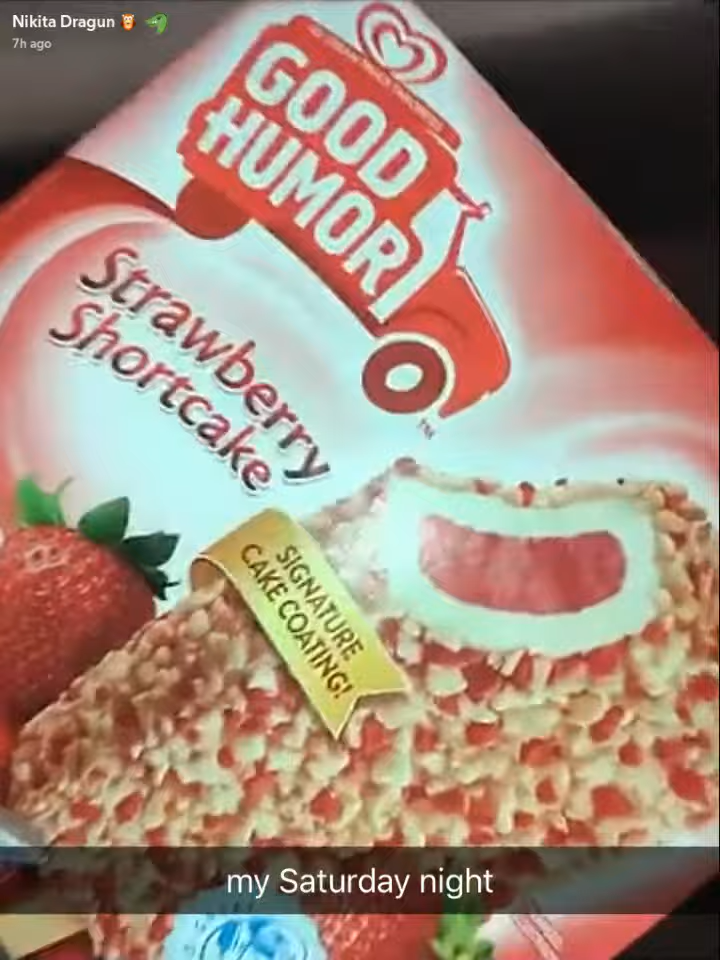 Nikita Dragun
7h ago
GOOD
HUMOR
Strawberry
Shortcake
SIGNATURE
CAKE COATING!
my Saturday night